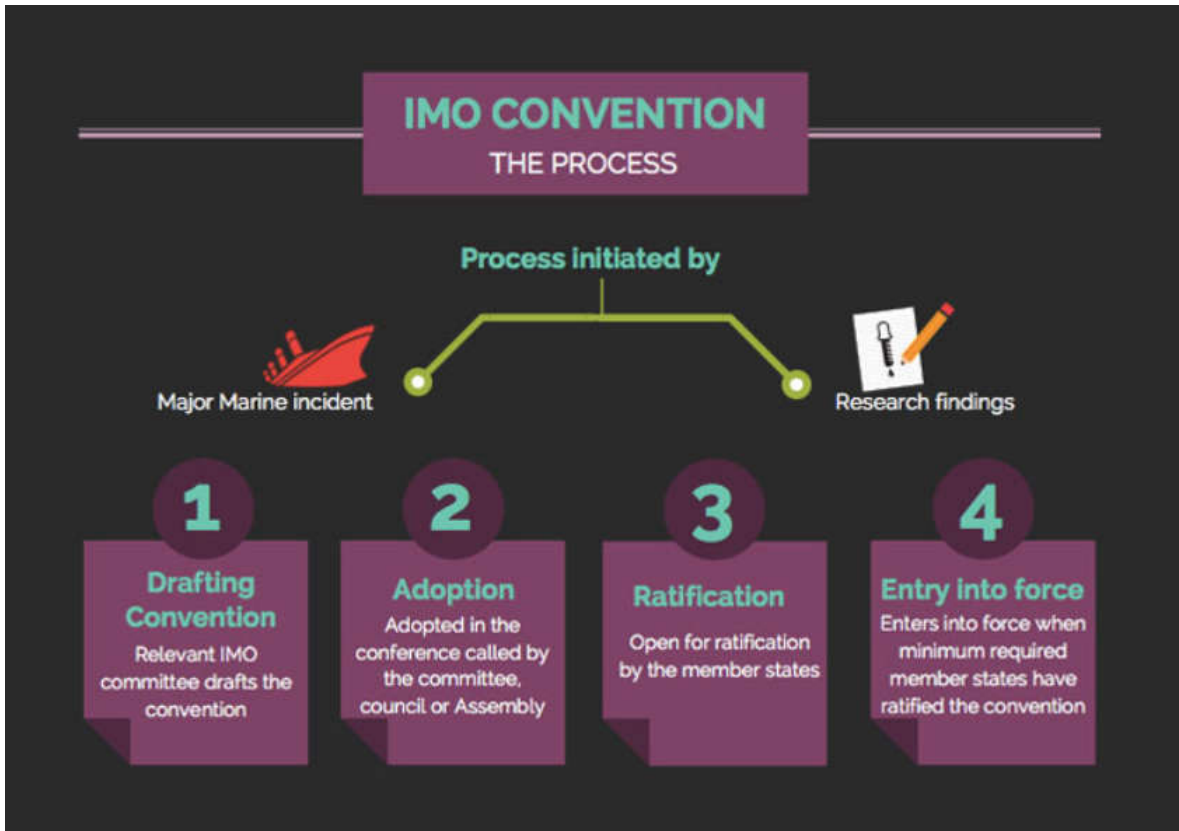 IMO CONVENTION
THE PROCESS
Process initiated by
Major Marine incident
Research findings
1
Drafting
Convention
Relevant IMO
committee drafts the
convention
2
Adoption
Adopted in the
conference called by
the committee,
council or Assembly
3
Ratification
Open for ratification
by the member states
4
Entry into force
Enters into force when
minimum required
member states have
ratified the convention